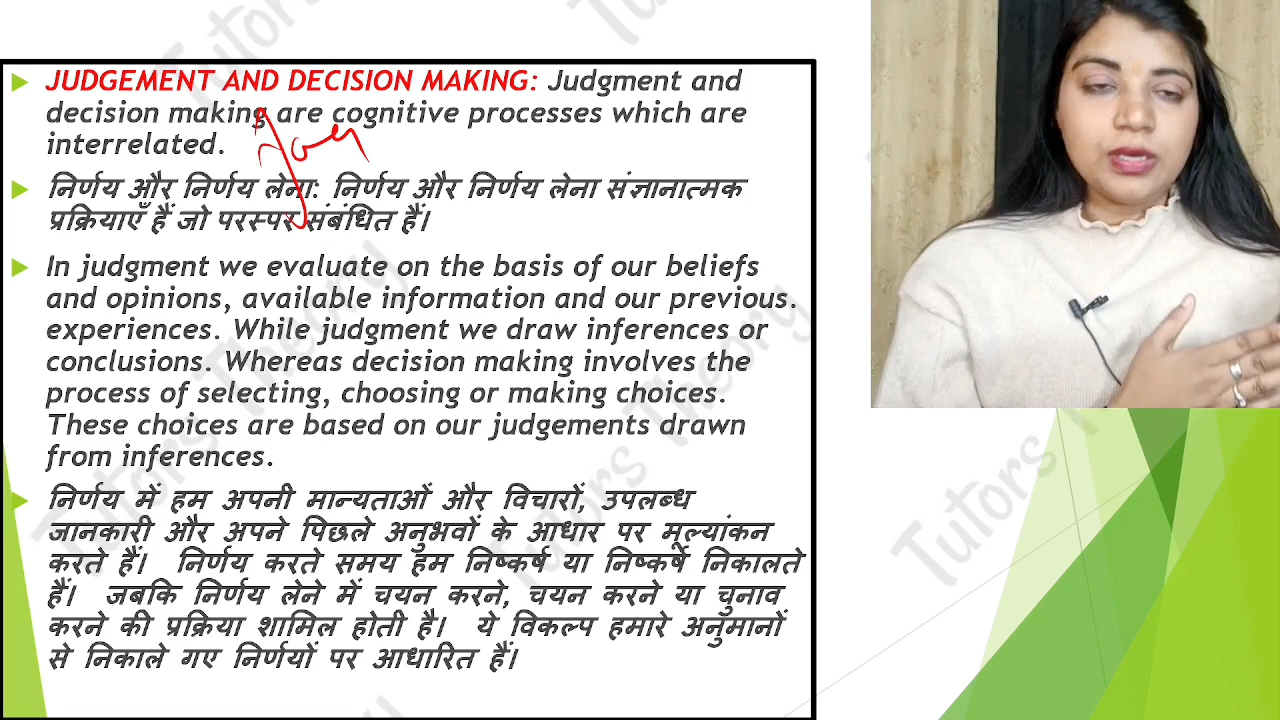 JUDGEMENT AND DECISION MAKING: Judgment and
decision making are cognitive processes which are
interrelated.
निर्णय और निर्णय लेना: निर्णय और निर्णय लेना संज्ञानात्मक
प्रक्रियाएँ हैं जो परस्पर संबंधित हैं।
In judgment we evaluate on the basis of our beliefs
and opinions, available information and our previous.
experiences. While judgment we draw inferences or
conclusions. Whereas decision making involves the
process of selecting, choosing or making choices.
These choices are based on our judgements drawn
from inferences.
निर्णय में हम अपनी मान्यताओं और विचारों, उपलब्ध
जानकारी और अपने पिछले अनुभवों के आधार पर मूल्यांकन
करते हैं। निर्णय करते समय हम निष्कर्ष या निष्कर्ष निकालते
हैं। जबकि निर्णय लेने में चयन करने, चयन करने या चुनाव
करने की प्रक्रिया शामिल होती है। ये विकल्प हमारे अनुमानों
से निकाले गए निर्णयों पर आधारित हैं।
Tutors Theory